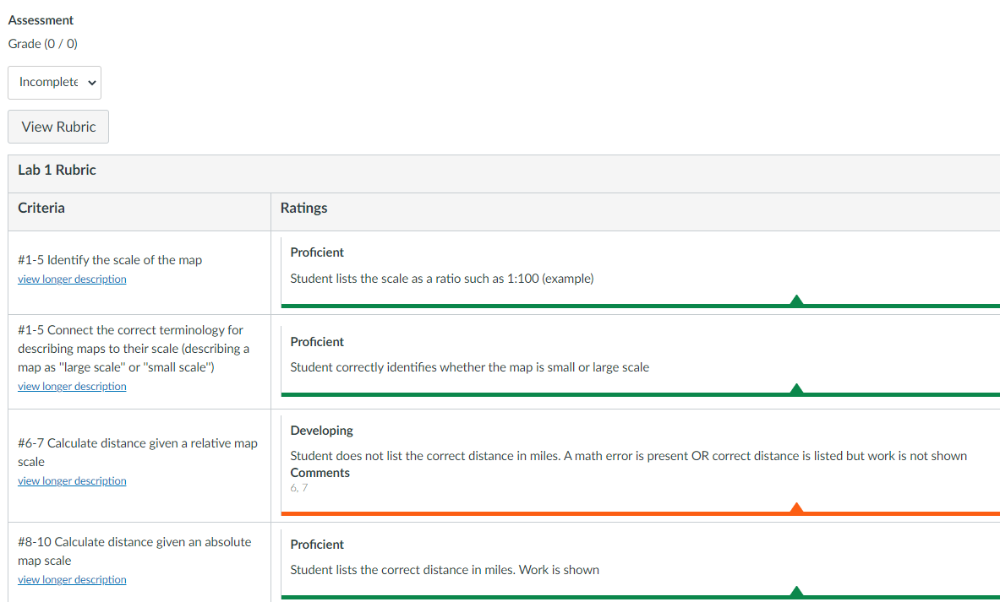 Assessment
Grade (0 / 0)
Incomplete
View Rubric
Lab 1 Rubric
Criteria
Ratings
#1-5 Identify the scale of the map
view longer description
Proficient
Student lists the scale as a ratio such as 1:100 (example)
#1-5 Connect the correct terminology for
describing maps to their scale (describing a
map as "large scale" or "small scale")
view longer description
Proficient
Student correctly identifies whether the map is small or large scale
#6-7 Calculate distance given a relative map
scale
view longer description
Developing
Student does not list the correct distance in miles. A math error is present OR correct distance is listed but work is not shown
Comments
6, 7
#8-10 Calculate distance given an absolute
map scale
view longer description
Proficient
Student lists the correct distance in miles. Work is shown